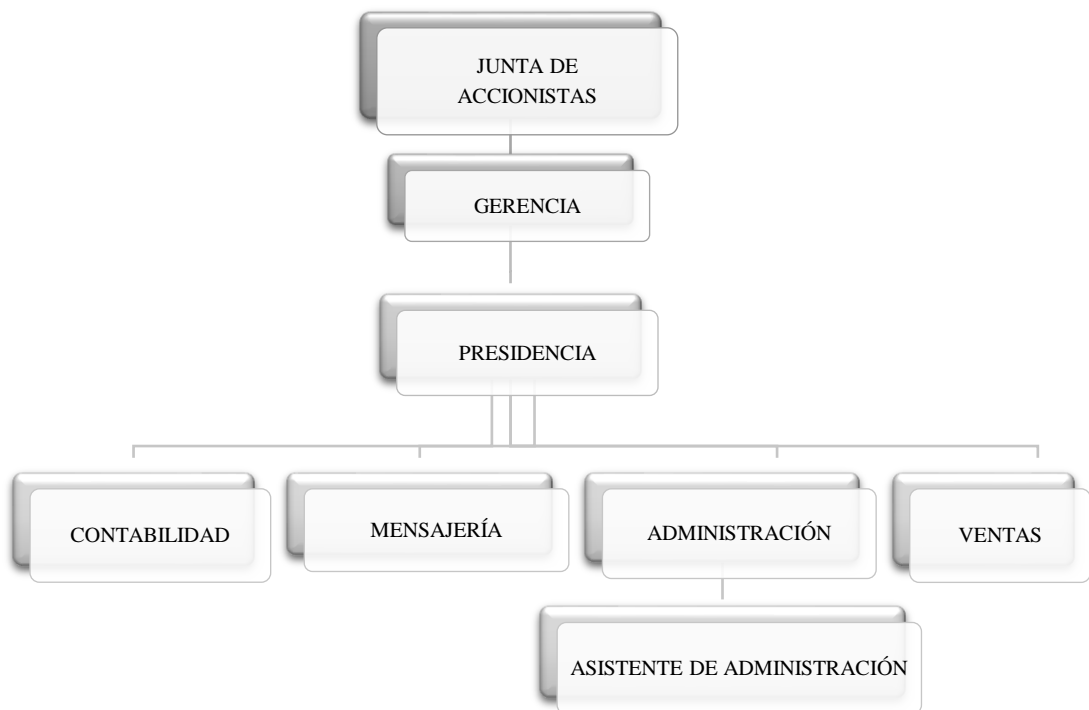 JUNTA DE
ACCIONISTAS
GERENCIA
PRESIDENCIA
CONTABILIDAD
MENSAJERÍA
ADMINISTRACIÓN
VENTAS
ASISTENTE DE ADMINISTRACIÓN